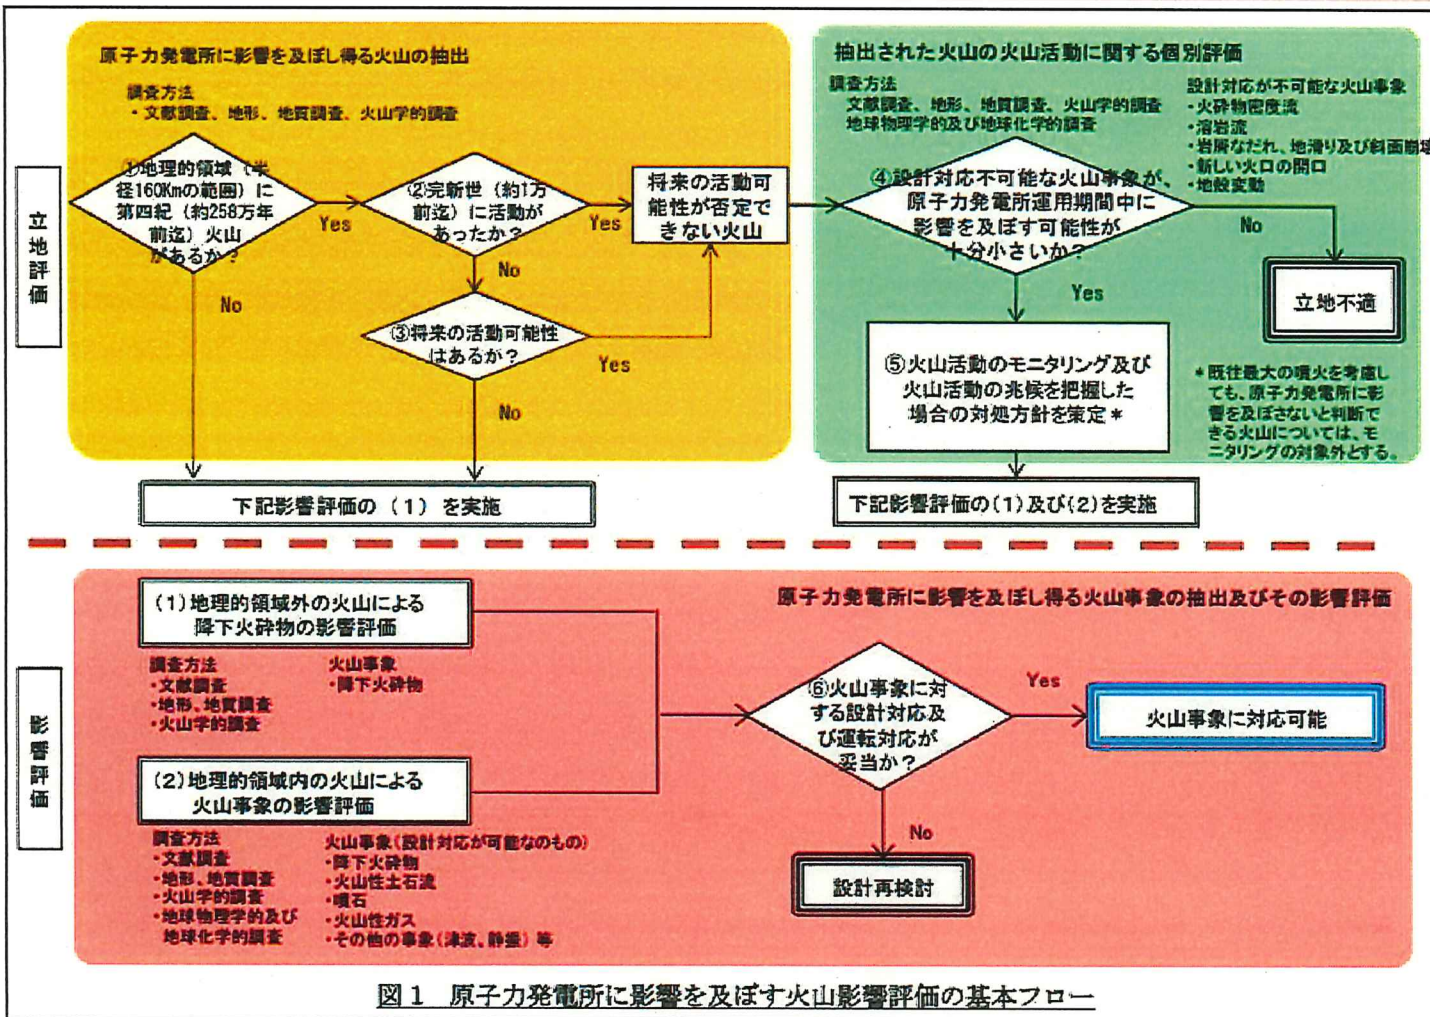 原子力発電所に影響を及ぼし得る火山の抽出
調査方法
・文献調査、地形、地質調査、火山学的調査
立地評価
①地理的領域（半
径160Kmの範囲）に
第四紀（約258万年
前迄）火山
があるか？
Yes
No
②完新世（約1万
前迄）に活動が
あったか？
Yes
No
将来の活動可
能性が否定で
きない火山
③将来の活動可能性
はあるが？
Yes
No
下記影響評価の（1）を実施
抽出された火山の火山活動に関する個別評価
調査方法
文献調査、地形、地質調査、火山学的調査
地球物理学的及び地球化学的調査
設計対応が不可能な火山事象
・火砕物密度流
・溶岩流
・岩屑なだれ、地滑り及び斜面崩壊
・新しい火口の開口
・地殻変動
④設計対応不可能な火山事象が、
原子力発電所運用期間中に
影響を及ぼす可能性が
十分小さいか？
No
Yes
立地不適
⑤火山活動のモニタリング及び
火山活動の兆候を把握した
場合の対処方針を策定＊
＊既往最大の噴火を考慮し
ても、原子力発電所に影
響を及ぼさないと判断で
きる火山については、モ
ニタリングの対象外とする。
下記影響評価の(1)及び(2)を実施
影響評価
原子力発電所に影響を及ぼし得る火山事象の抽出及びその影響評価
(1)地理的領域外の火山による
降下火砕物の影響評価
調査方法
・文献調査
・地形、地質調査
・火山学的調査
火山事象
・降下火砕物
(2)地理的領域内の火山による
火山事象の影響評価
調査方法
・文献調査
・地形、地質調査
・火山学的調査
・地球物理学的及び
地球化学的調査
火山事象(設計対応が可能なのもの)
・降下火砕物
・火山性土石流
・噴石
・火山性ガス
・その他の事象(津波、静振)等
⑥火山事象に対
する設計対応及
び運転対応が
妥当か？
Yes
No
火山事象に対応可能
設計再検討
図1　原子力発電所に影響を及ぼす火山影響評価の基本フロー